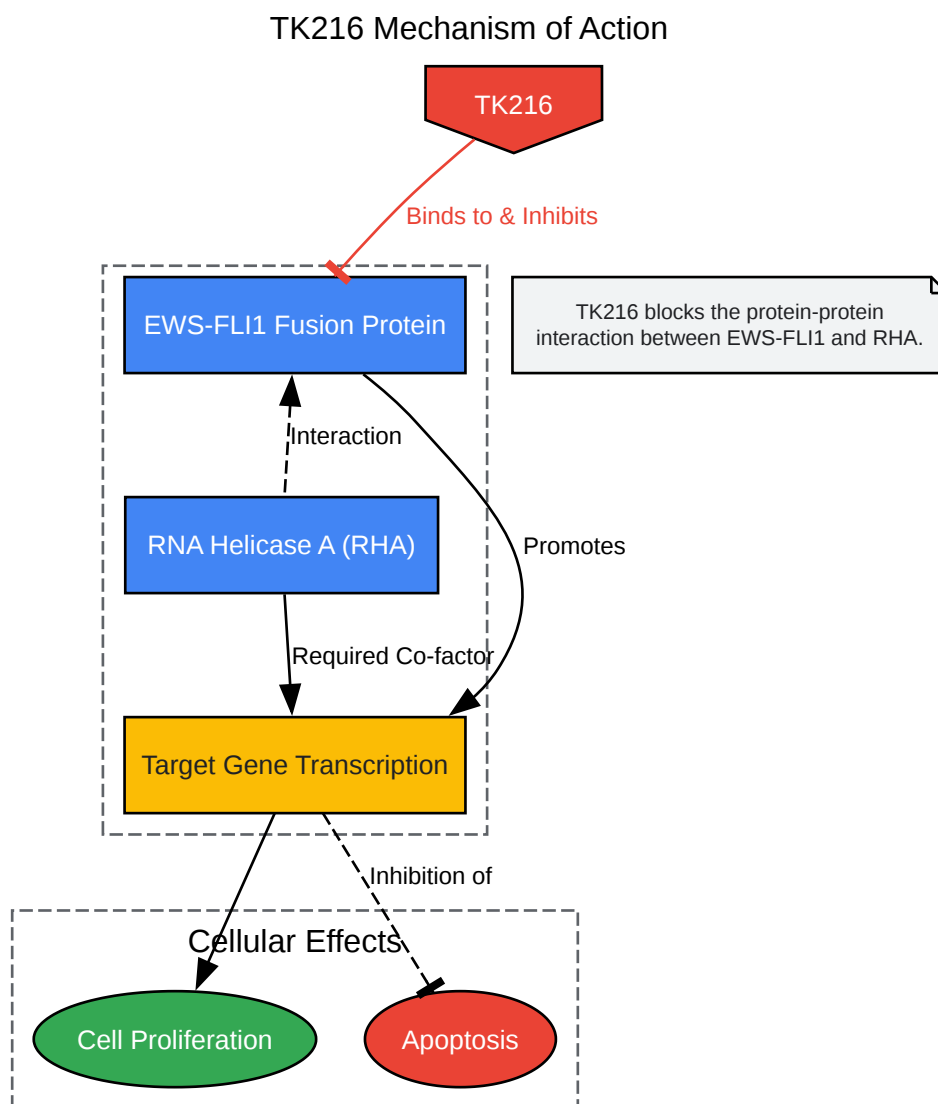 TK216 Mechanism of Action
TK216
Binds to & Inhibits
EWS-FLI1 Fusion Protein
TK216 blocks the protein-protein
interaction between EWS-FLI1 and RHA.
Interaction
RNA Helicase A (RHA)
Promotes
Required Co-factor
Target Gene Transcription
Inhibition of
Cellular Effects
Cell Proliferation
Apoptosis